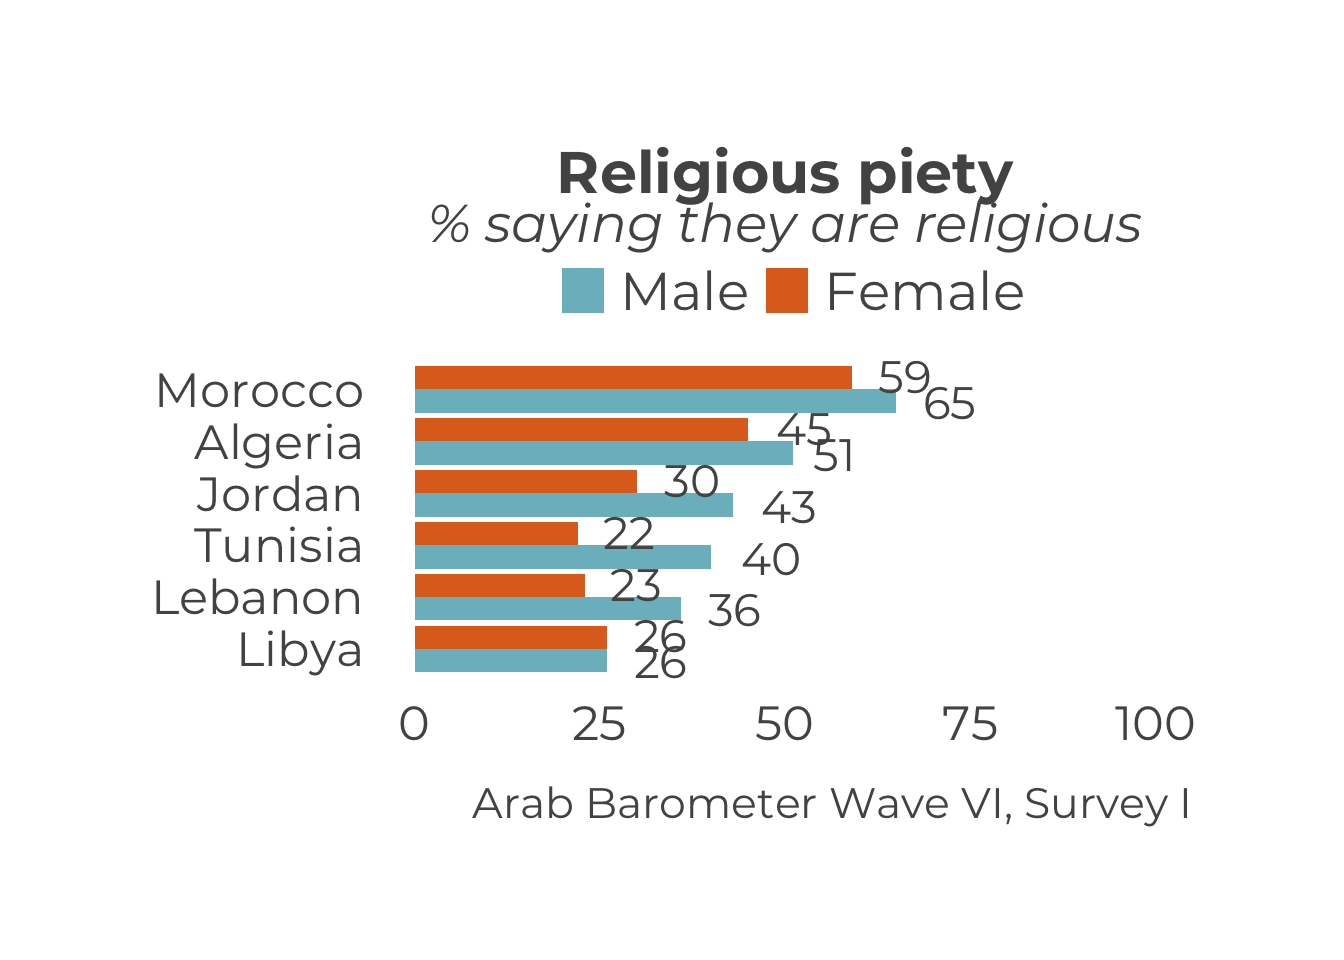 Religious piety
% saying they are religious
Male Female
Morocco 59
65
Algeria 45
51
Jordan 30
43
Tunisia 22
40
Lebanon 23
36
Libya 26
26
0 25 50 75 100
Arab Barometer Wave VI, Survey I